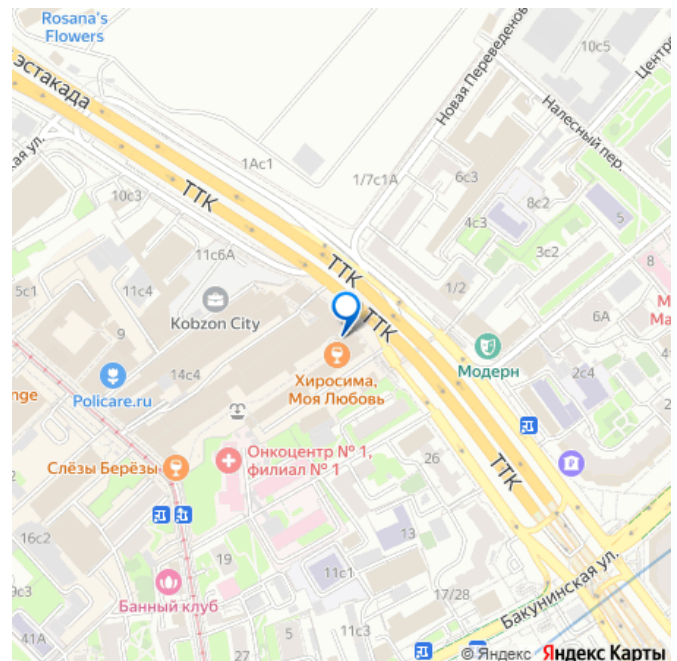 Rosana's
Flowers
эстакада
10с5
Центро
Новая Переведенов
Налесный пер.
ая ул.
1Ас1
1/7с1А
6с3
10с3
ТТК
8с2
5
4с3
3с2
11с6А
8
ТТК
5с1
11с4
1/2
М
Ма
Kobzon City
ТТК
6А
9
Модерн
14с4
2с4
nge
Policare.ru
Хиросима,
Моя Любовь
Онкоцентр № 1,
филиал № 1
Слёзы Берёзы
26
ТТК
16с2
13
19
9с3
11с1
Бакунинская ул.
Банный клуб
17/28
41А
27
5
11с3
© Яндекс Яндекс Карты